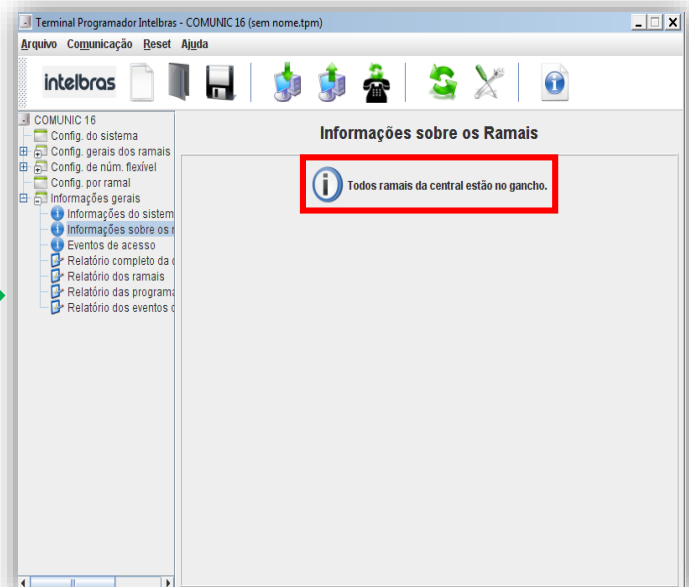 Terminal Programador Intelbras - COMUNIC 16 (sem nome.tpm)
Arquivo Comunicação Reset Ajuda
intelbras
COMUNIC 16
Config. do sistema
Config. gerais dos ramais
Config. de núm. flexível
Config. por ramal
Informações gerais
Informações do sistem
Informações sobre os r
Eventos de acesso
Relatório completo da c
Relatório dos ramais
Relatório das programa
Relatório dos eventos d
Informações sobre os Ramais
Todos ramais da central estão no gancho.